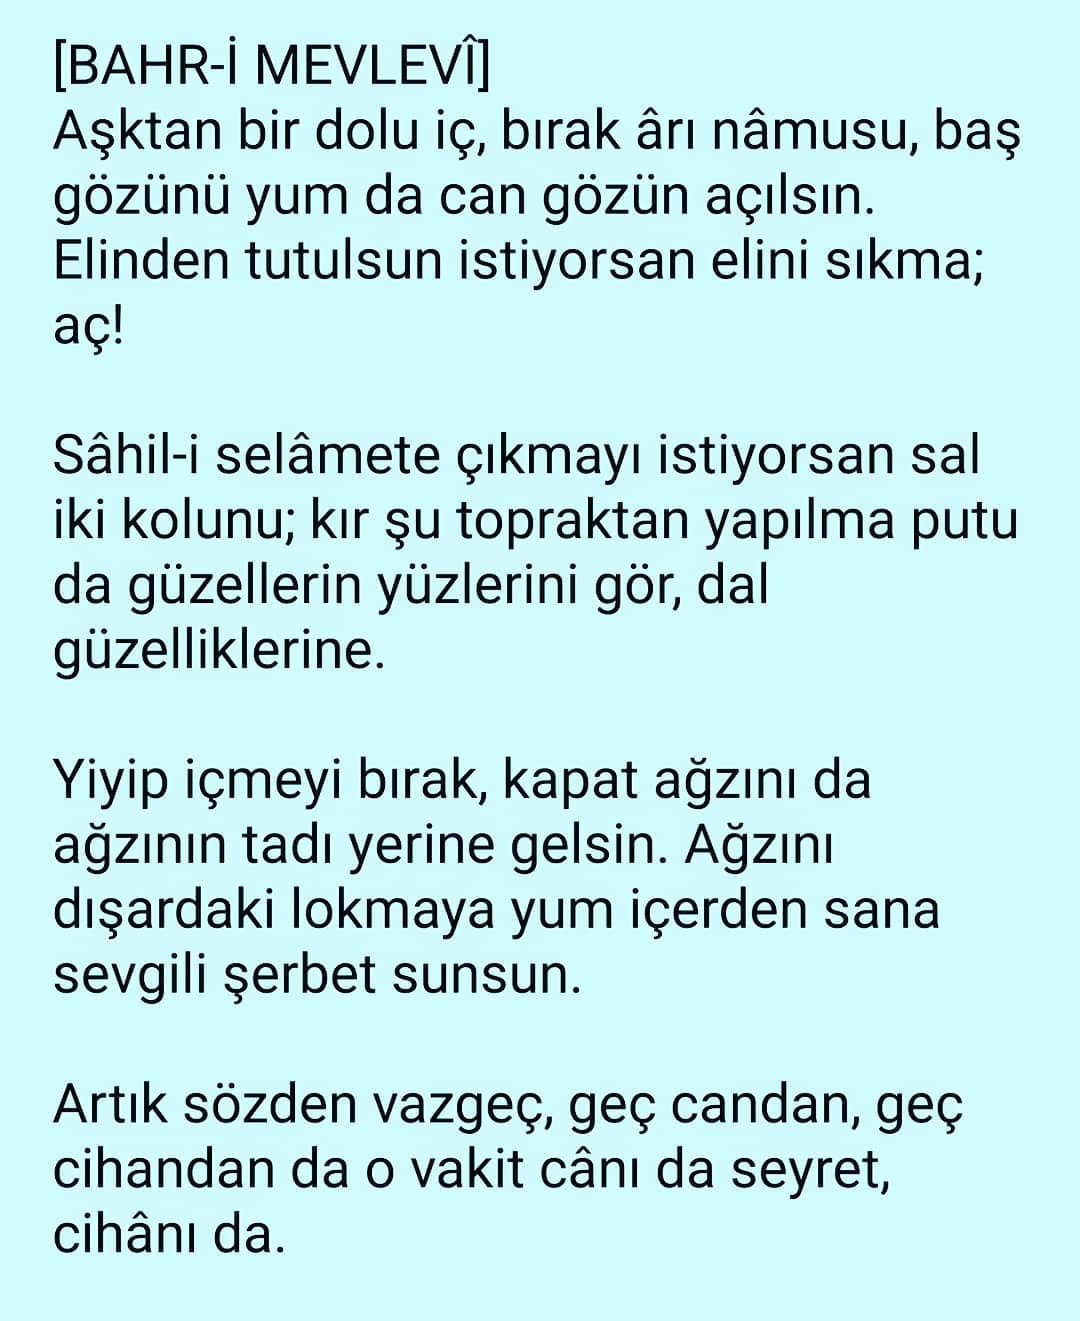 [BAHR-İ MEVLEVÎ]
Aşktan bir dolu iç, bırak ârı nâmusu, baş
gözünü yum da can gözün açılsın.
Elinden tutulsun istiyorsan elini sıkma;
aç!
Sâhil-i selâmete çıkmayı istiyorsan sal
iki kolunu; kır şu topraktan yapılma putu
da güzellerin yüzlerini gör, dal
güzelliklerine.
Yiyip içmeyi bırak, kapat ağzını da
ağzının tadı yerine gelsin. Ağzını
dışardaki lokmaya yum içerden sana
sevgili şerbet sunsun.
Artık sözden vazgeç, geç candan, geç
cihandan da o vakit cânı da seyret,
cihânı da.